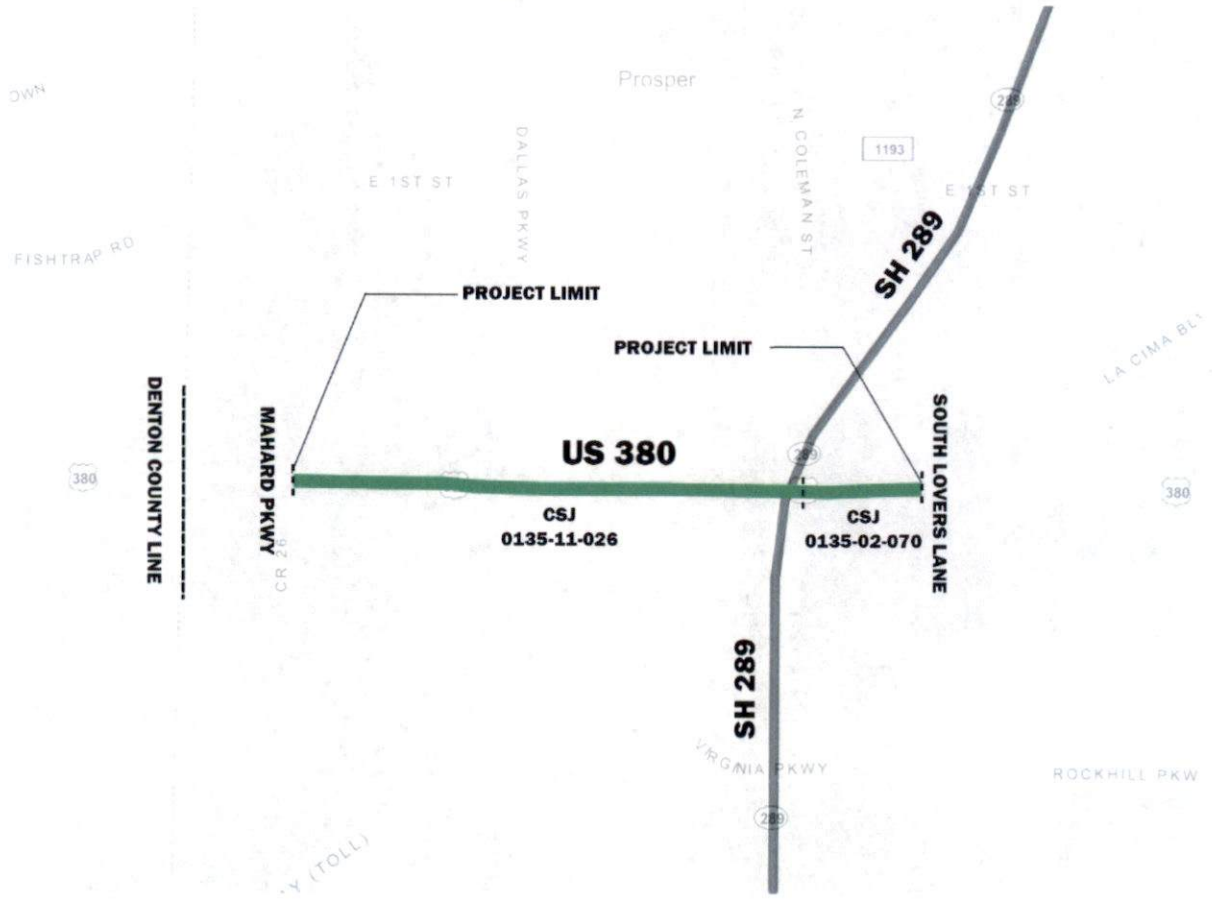 Prosper
OWN
289
N COLEMAN ST
1193
DALLAS PKWY
E 1ST ST
E 1ST ST
FISHTRAP RD
SH 289
PROJECT LIMIT
PROJECT LIMIT
LA CIMA BL
DENTON COUNTY LINE
MAHARD PKWY
SOUTH LOVERS LANE
US 380
289
380
380
CSJ
0135-11-026
CSJ
0135-02-070
CR 26
SH 289
VIRGINIA PKWY
ROCKHILL PKW
289
Y (TOLL)